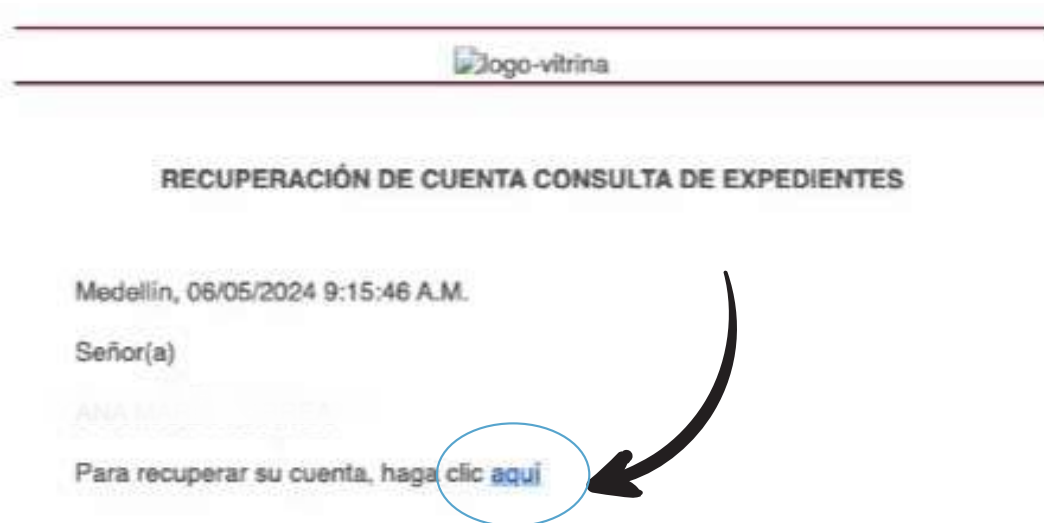 logo-vitrina
RECUPERACIÓN DE CUENTA CONSULTA DE EXPEDIENTES
Medellín, 06/05/2024 9:15:46 A.M.
Señor(a)
ANA
Para recuperar su cuenta, haga clic aquí